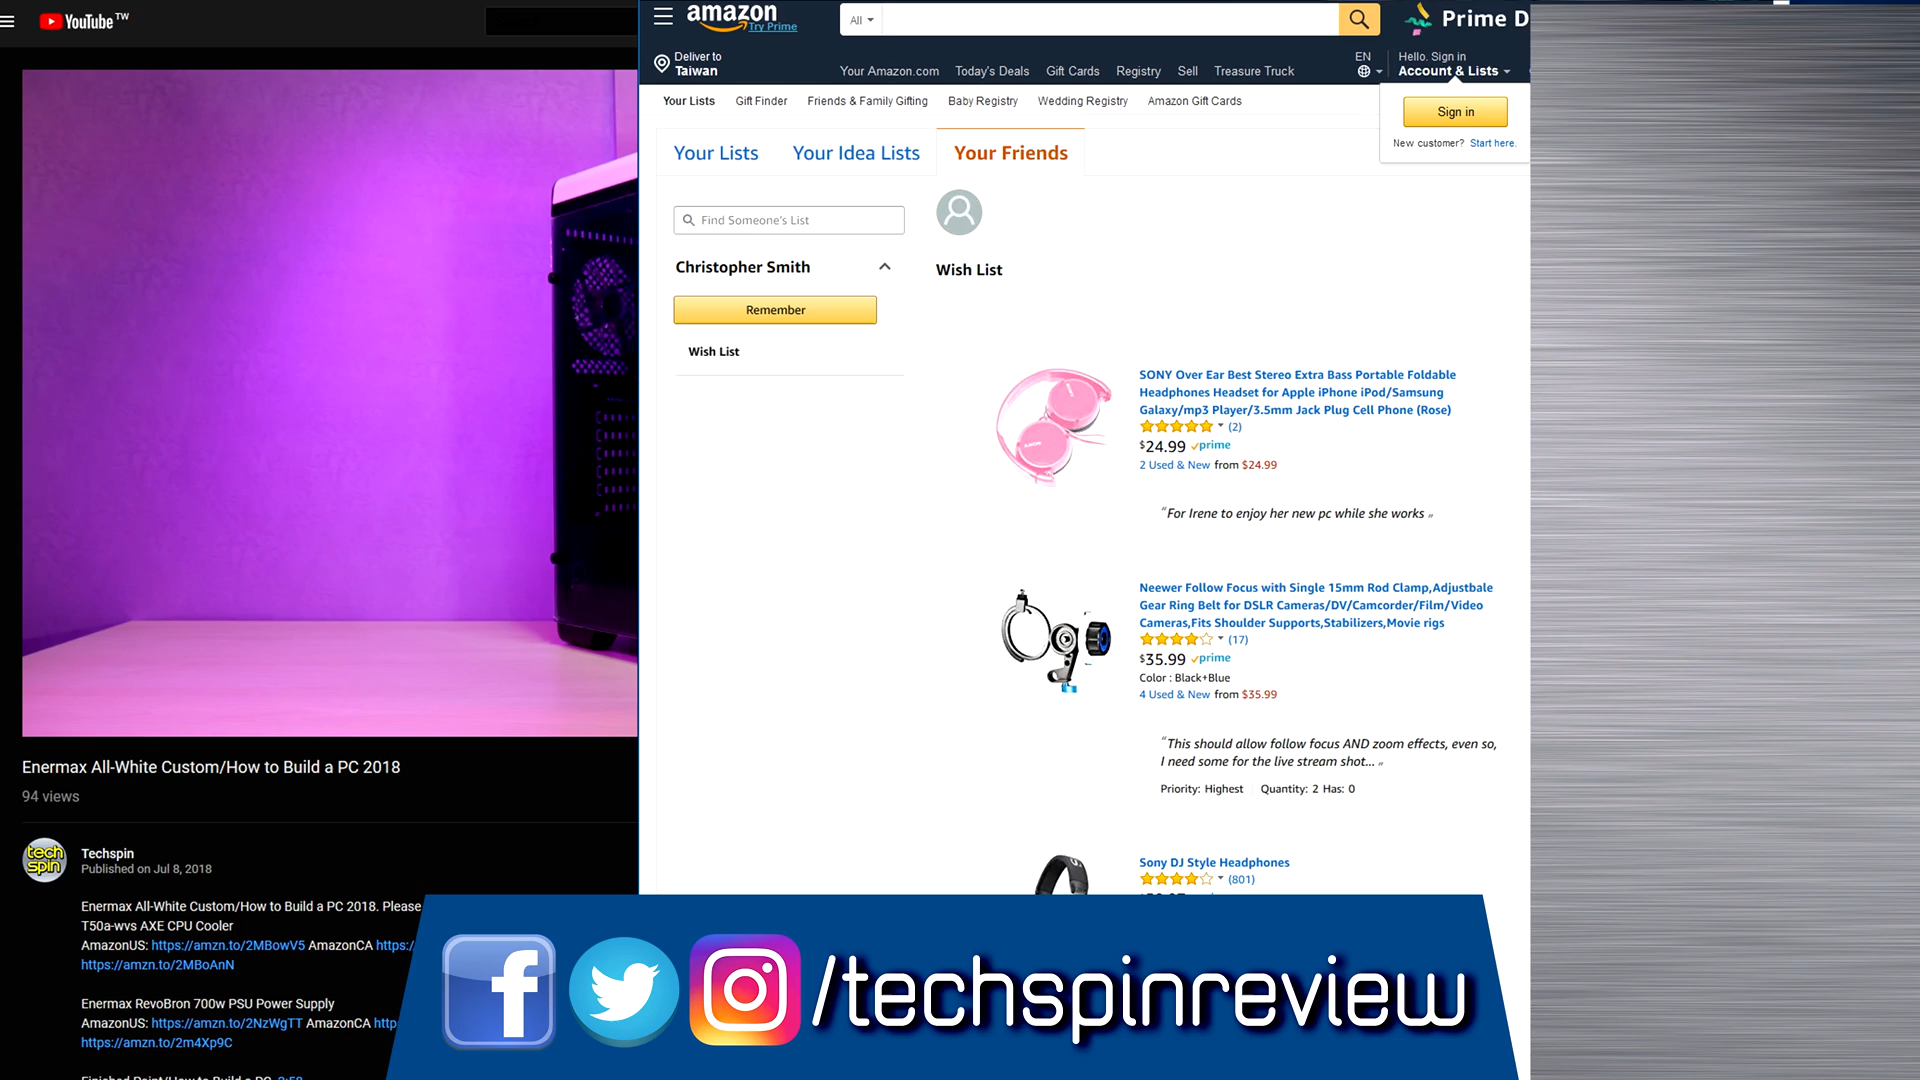 YouTube TW
Enermax All-White Custom/How to Build a PC 2018
94 views
tech
spin
Techspin
Published on Jul 8, 2018
Enermax All-White Custom/How to Build a PC 2018. Please
T50a-wvs AXE CPU Cooler
AmazonUS: https://amzn.to/2MBowV5 AmazonCA https:/
https://amzn.to/2MBoAnN
Enermax RevoBron 700w PSU Power Supply
AmazonUS: https://amzn.to/2NzWgTT AmazonCA http
https://amzn.to/2m4Xp9C
amazon
Try Prime
All
Prime D
Deliver to
Taiwan
Your Amazon.com Today's Deals Gift Cards Registry Sell Treasure Truck
EN
Hello. Sign in
Account & Lists
Your Lists Gift Finder Friends & Family Gifting Baby Registry Wedding Registry Amazon Gift Cards
Sign in
New customer? Start here.
Your Lists Your Idea Lists Your Friends
Find Someone's List
Christopher Smith
Remember
Wish List
Wish List
SONY Over Ear Best Stereo Extra Bass Portable Foldable
Headphones Headset for Apple iPhone iPod/Samsung
Galaxy/mp3 Player/3.5mm Jack Plug Cell Phone (Rose)
(2)
$24.99 prime
2 Used & New from $24.99
"For Irene to enjoy her new pc while she works"
Neewer Follow Focus with Single 15mm Rod Clamp,Adjustbale
Gear Ring Belt for DSLR Cameras/DV/Camcorder/Film/Video
Cameras,Fits Shoulder Supports,Stabilizers,Movie rigs
(17)
$35.99 prime
Color : Black+Blue
4 Used & New from $35.99
"This should allow follow focus AND zoom effects, even so,
I need some for the live stream shot..."
Priority: Highest Quantity: 2 Has: 0
Sony DJ Style Headphones
(801)
f /techspinreview